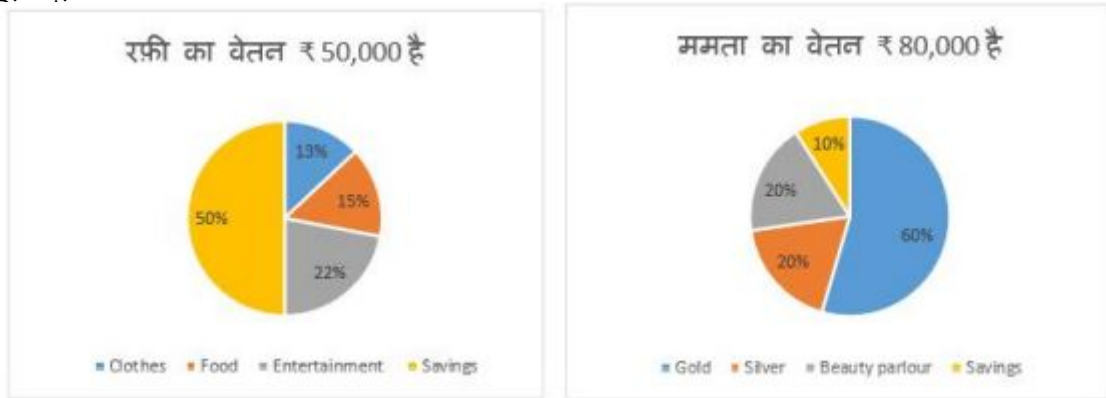 रफ़ी का वेतन ₹ 50,000 है
13%
15%
22%
50%
Clothes Food Entertainment Savings
ममता का वेतन ₹ 80,000 है
60%
20%
20%
10%
Gold Silver Beauty parlour Savings